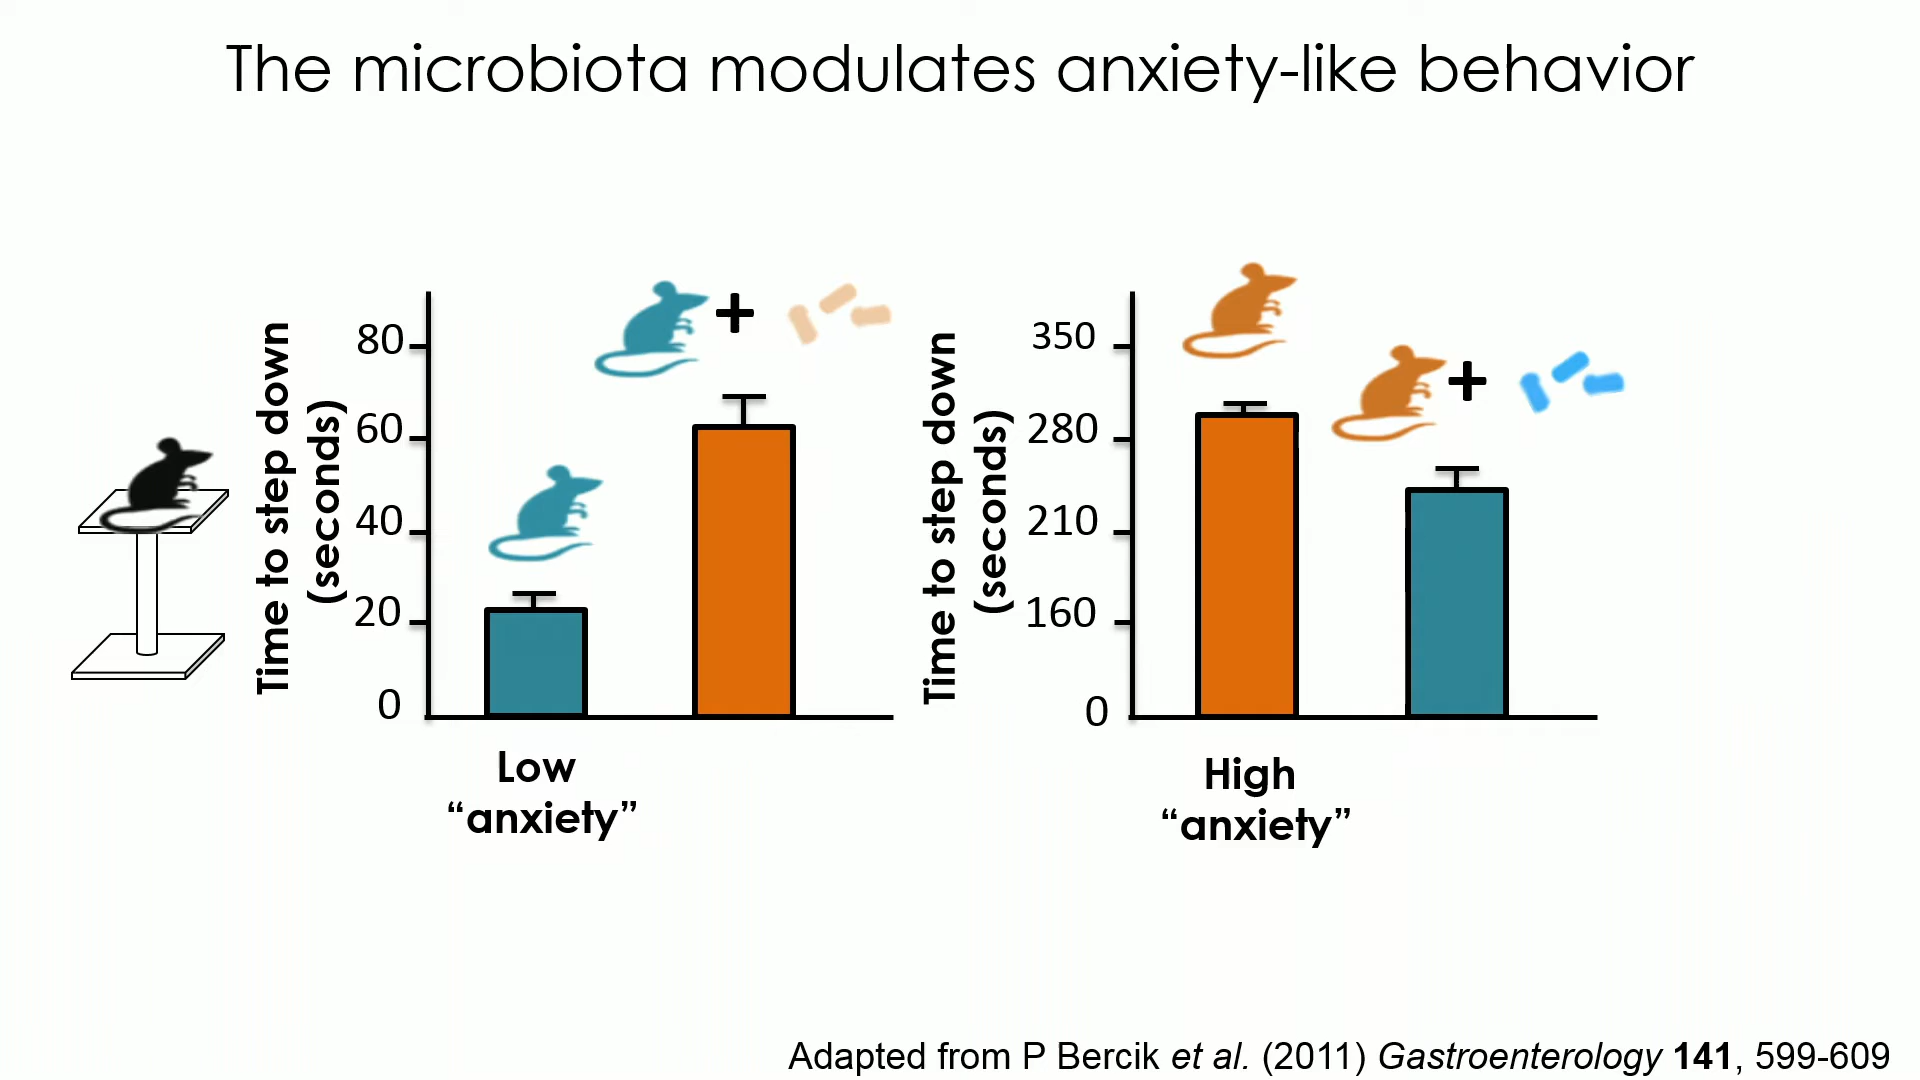 The microbiota modulates anxiety-like behavior
Time to step down
(seconds)
80
60
40
20
0
+
Low
“anxiety”
Time to step down
(seconds)
350
280
210
160
0
+
High
“anxiety”
Adapted from P Bercik et al. (2011) Gastroenterology 141, 599-609